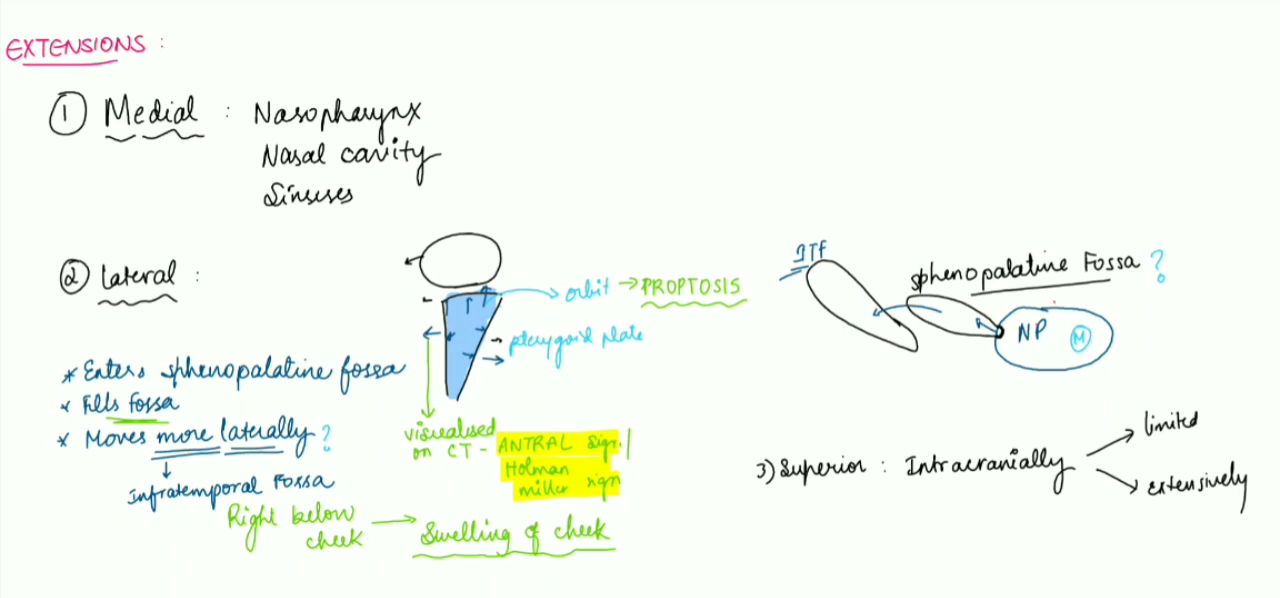 EXTENSIONS :
① Medial : Nasopharynx
Nasal cavity
Sinuses
② Lateral :
* Enters sphenopalatine fossa
* Fills fossa
* Moves more laterally ?
↓
Infratemporal Fossa
Right below cheek → Swelling of cheek
→ orbit → PROPTOSIS
→ pterygoid plate
visualised
on CT - ANTRAL sign /
Holman
miller sign
ITF
sphenopalatine Fossa ?
NP M
3) Superior : Intracranially
limited
extensively